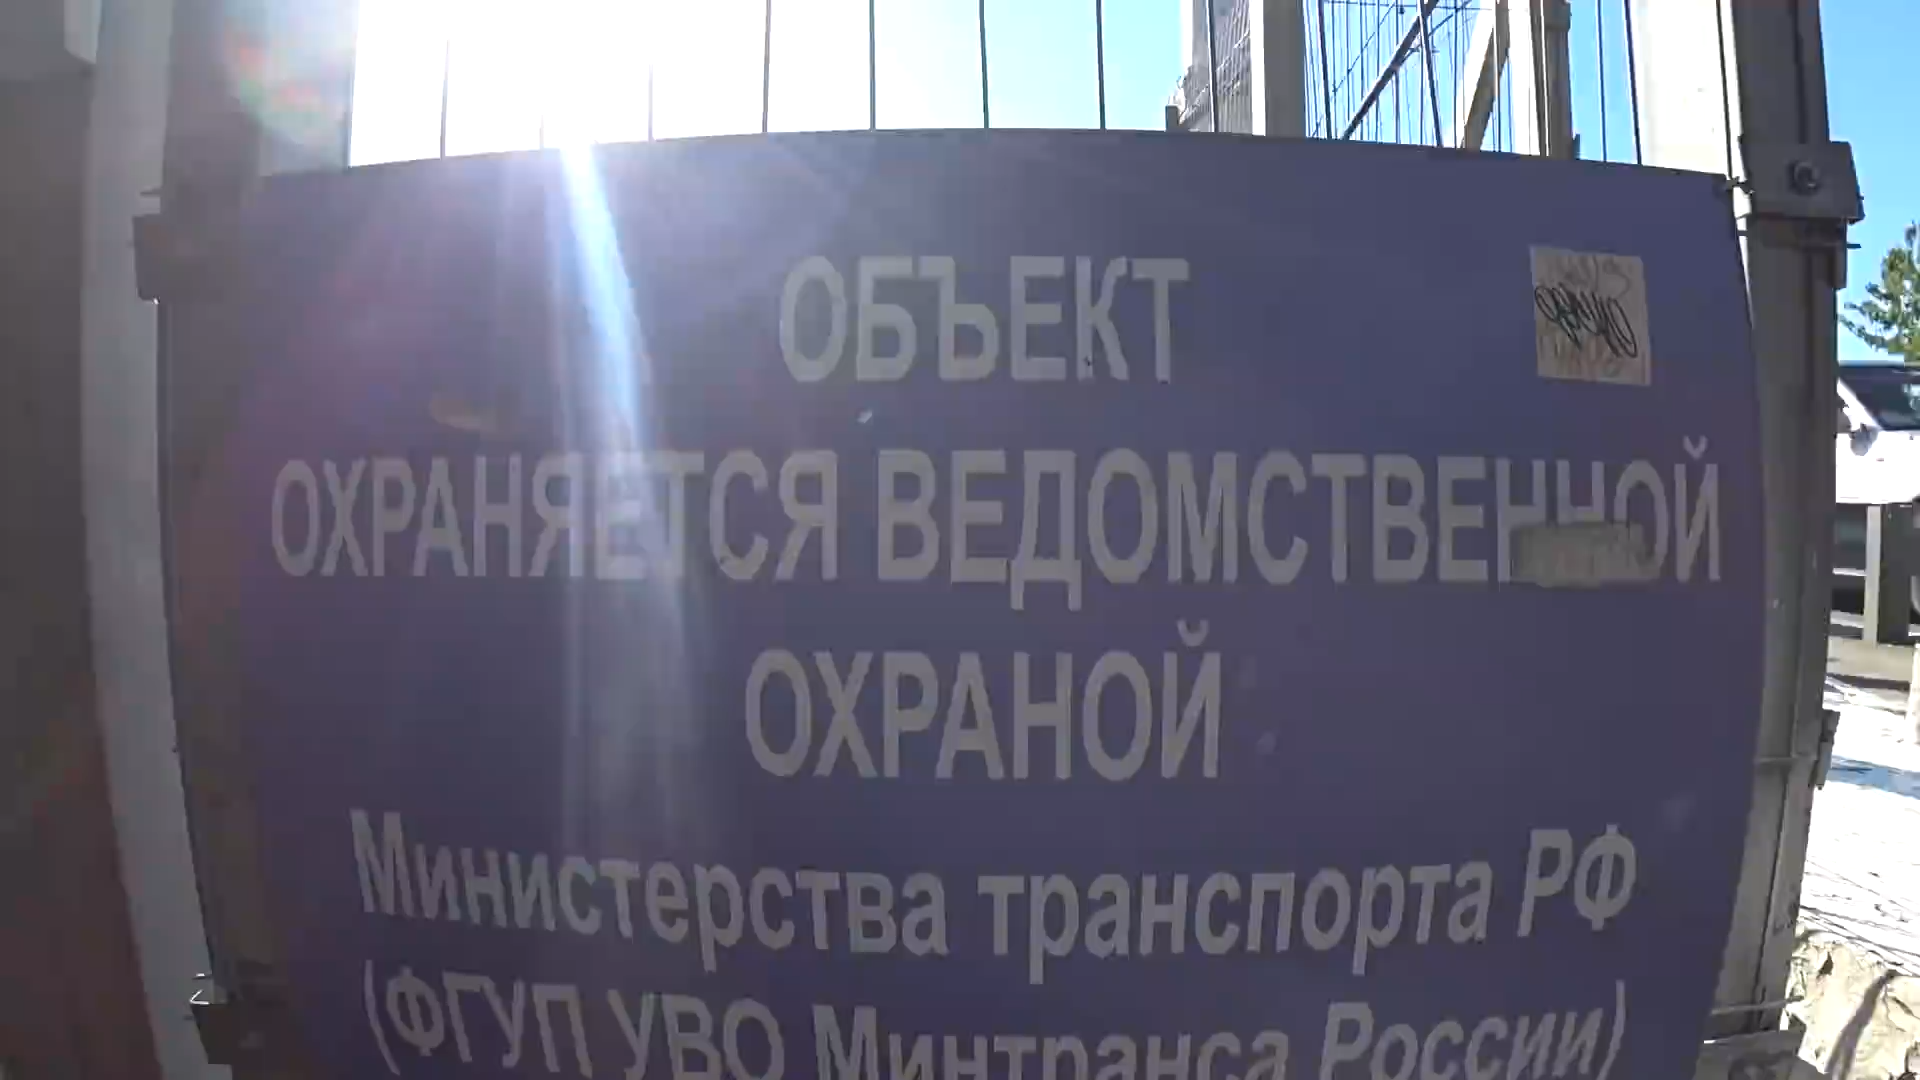 ОБЪЕКТ
ОХРАНЯЕТСЯ ВЕДОМСТВЕННОЙ
ОХРАНОЙ
Министерства транспорта РФ
(ФГУП УВО Минтранса России)